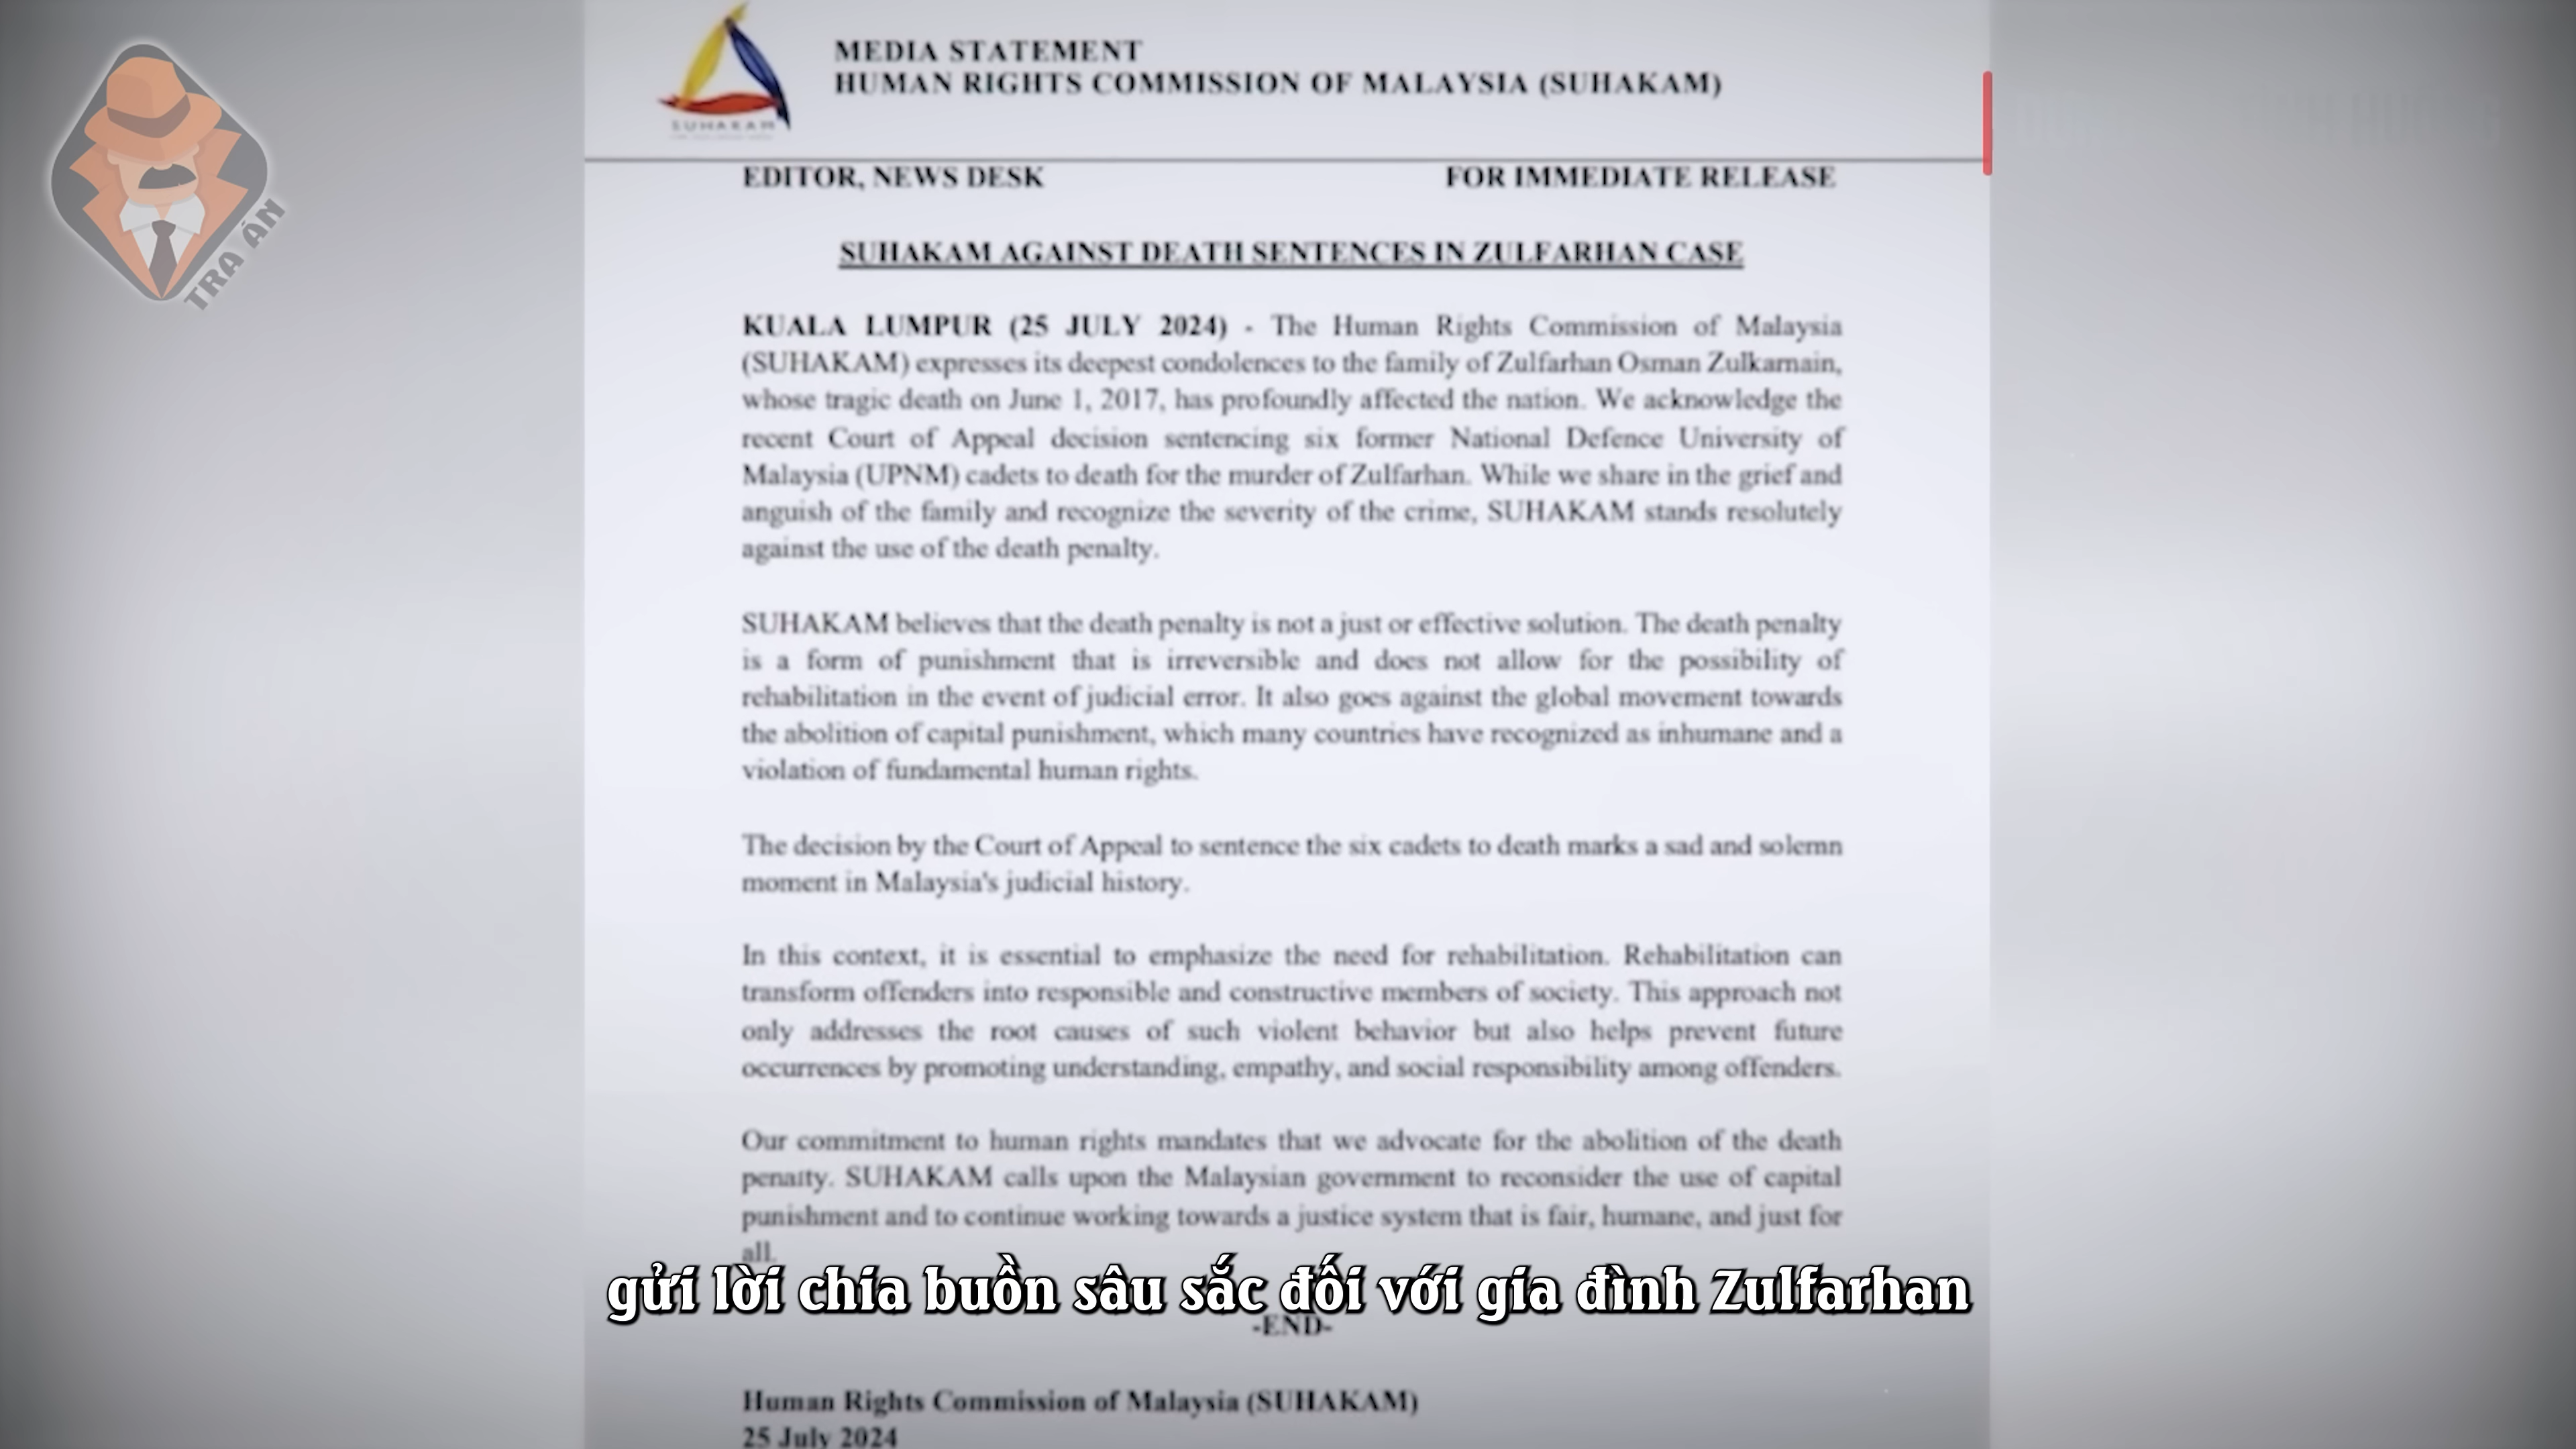 SUHAKAM
MEDIA STATEMENT
HUMAN RIGHTS COMMISSION OF MALAYSIA (SUHAKAM)
TRA ÁN
EDITOR, NEWS DESK FOR IMMEDIATE RELEASE
SUHAKAM AGAINST DEATH SENTENCES IN ZULFARHAN CASE
KUALA LUMPUR (25 JULY 2024) - The Human Rights Commission of Malaysia
(SUHAKAM) expresses its deepest condolences to the family of Zulfarhan Osman Zulkarnain,
whose tragic death on June 1, 2017, has profoundly affected the nation. We acknowledge the
recent Court of Appeal decision sentencing six former National Defence University of
Malaysia (UPNM) cadets to death for the murder of Zulfarhan. While we share in the grief and
anguish of the family and recognize the severity of the crime, SUHAKAM stands resolutely
against the use of the death penalty.
SUHAKAM believes that the death penalty is not a just or effective solution. The death penalty
is a form of punishment that is irreversible and does not allow for the possibility of
rehabilitation in the event of judicial error. It also goes against the global movement towards
the abolition of capital punishment, which many countries have recognized as inhumane and a
violation of fundamental human rights.
The decision by the Court of Appeal to sentence the six cadets to death marks a sad and solemn
moment in Malaysia's judicial history.
In this context, it is essential to emphasize the need for rehabilitation. Rehabilitation can
transform offenders into responsible and constructive members of society. This approach not
only addresses the root causes of such violent behavior but also helps prevent future
occurrences by promoting understanding, empathy, and social responsibility among offenders.
Our commitment to human rights mandates that we advocate for the abolition of the death
penalty. SUHAKAM calls upon the Malaysian government to reconsider the use of capital
punishment and to continue working towards a justice system that is fair, humane, and just for
all.
gửi lời chia buồn sâu sắc đối với gia đình Zulfarhan
-END-
Human Rights Commission of Malaysia (SUHAKAM)
25 July 2024